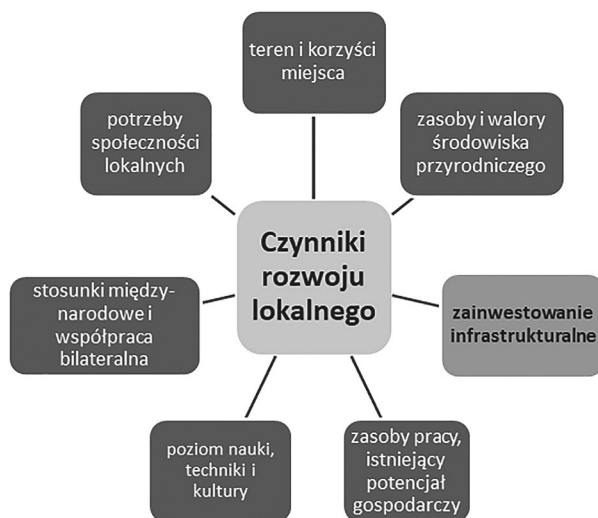 teren i korzyści
miejsca
potrzeby
społeczności
lokalnych
zasoby i walory
środowiska
przyrodniczego
Czynniki
rozwoju
lokalnego
stosunki między-
narodowe i
współpraca
bilateralna
zainwestowanie
infrastrukturalne
poziom nauki,
techniki i
kultury
zasoby pracy,
istniejący
potencjał
gospodarczy